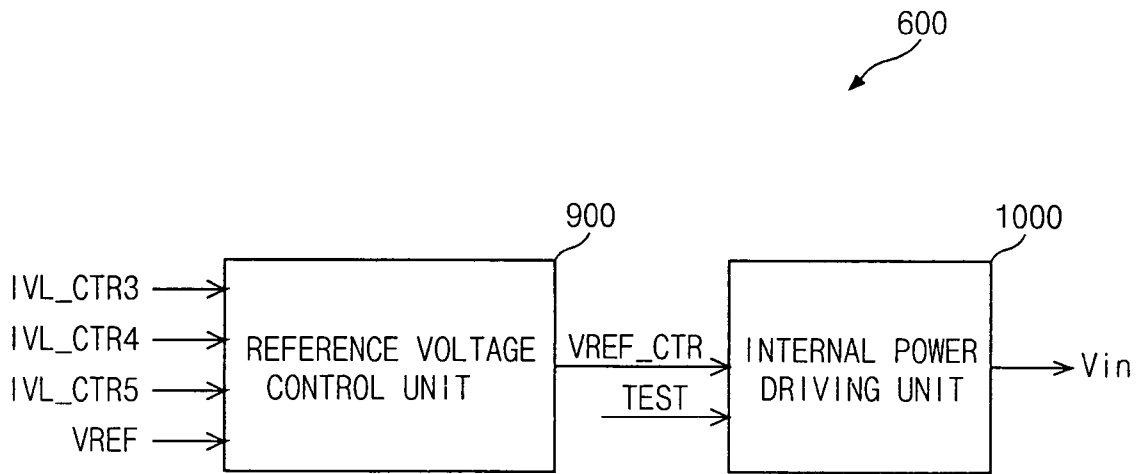 600
900
1000
IVL_CTR3
IVL_CTR4
IVL_CTR5
VREF
REFERENCE VOLTAGE
CONTROL UNIT
VREF_CTR
TEST
INTERNAL POWER
DRIVING UNIT
Vin